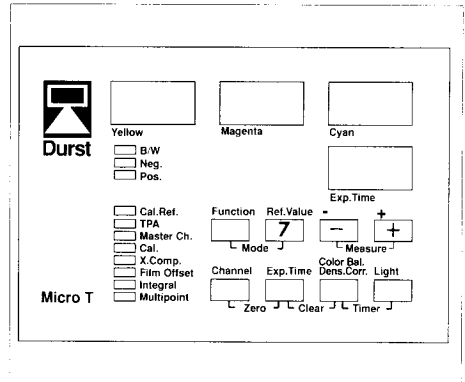 Yellow Magenta Cyan
Durst
B/W
Neg.
Pos.
Exp.Time
Cal.Ref.
TPA
Master Ch.
Cal.
X.Comp.
Film Offset
Integral
Multipoint
Function Ref.Value - +
7 - +
Mode Measure
Color Bal.
Channel Exp.Time Dens.Corr. Light
Zero Clear Timer
Micro T